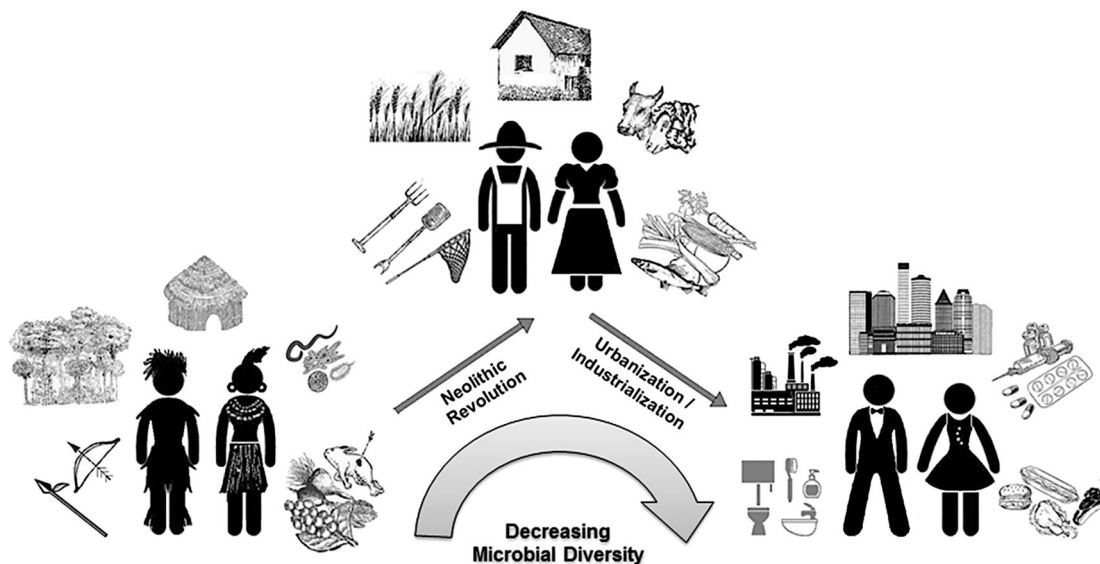 Neolithic
Revolution
Urbanization /
Industrialization
Decreasing
Microbial Diversity